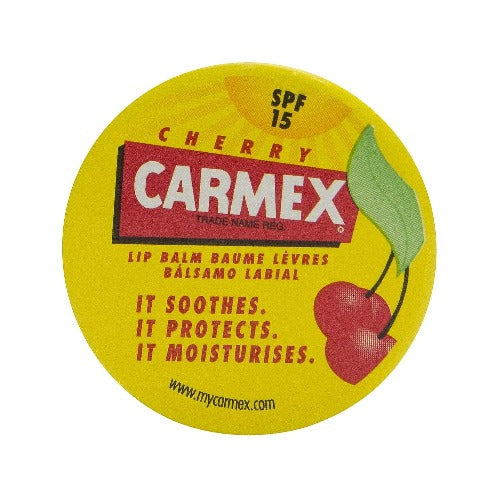 SPF
15
CHERRY
CARMEX
TRADE NAME REG.
®
LIP BALM BAUME LÈVRES
BÁLSAMO LABIAL
IT SOOTHES.
IT PROTECTS.
IT MOISTURISES.
www.mycarmex.com